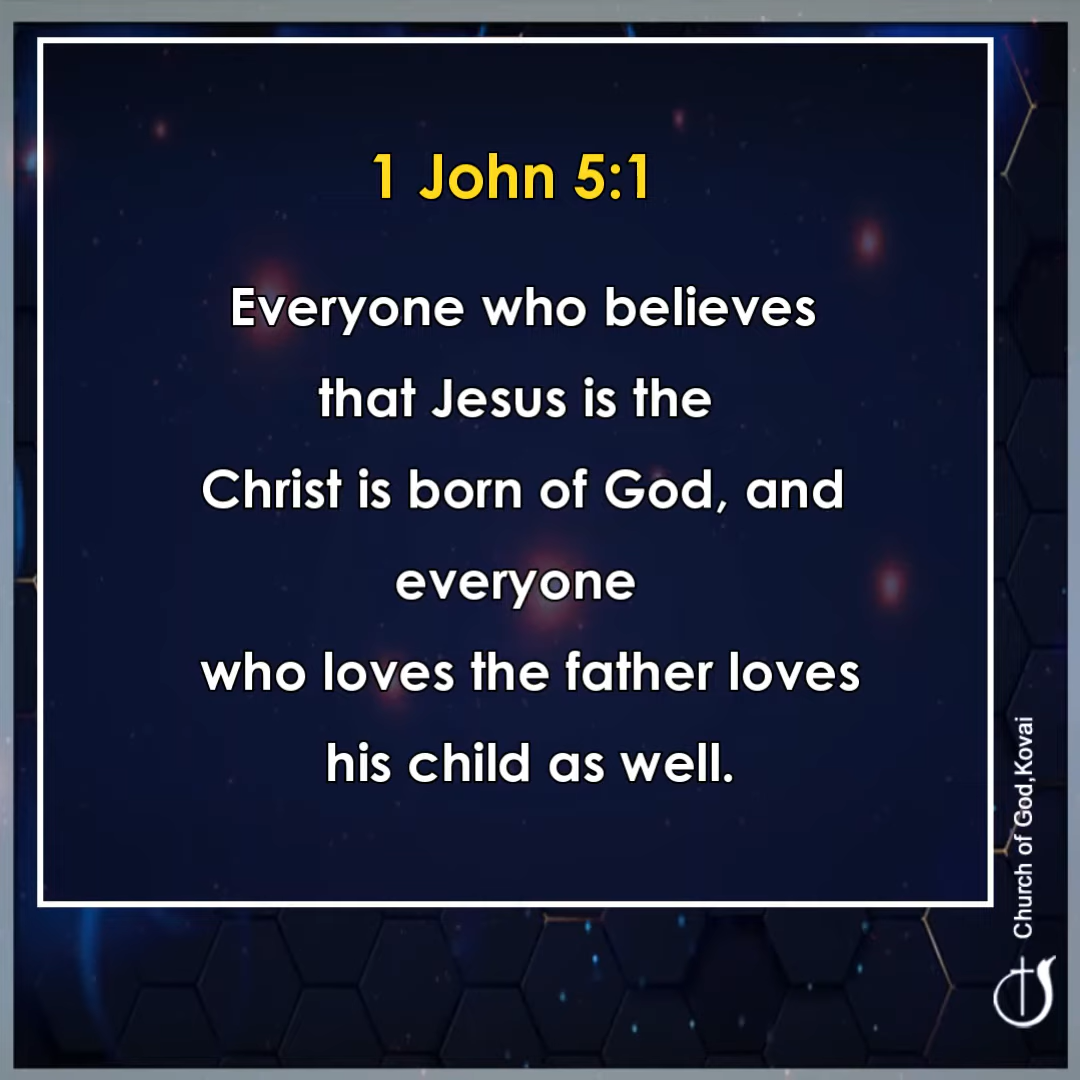 1 John 5:1
Everyone who believes
that Jesus is the
Christ is born of God, and
everyone
who loves the father loves
his child as well.
Church of God,Kovai